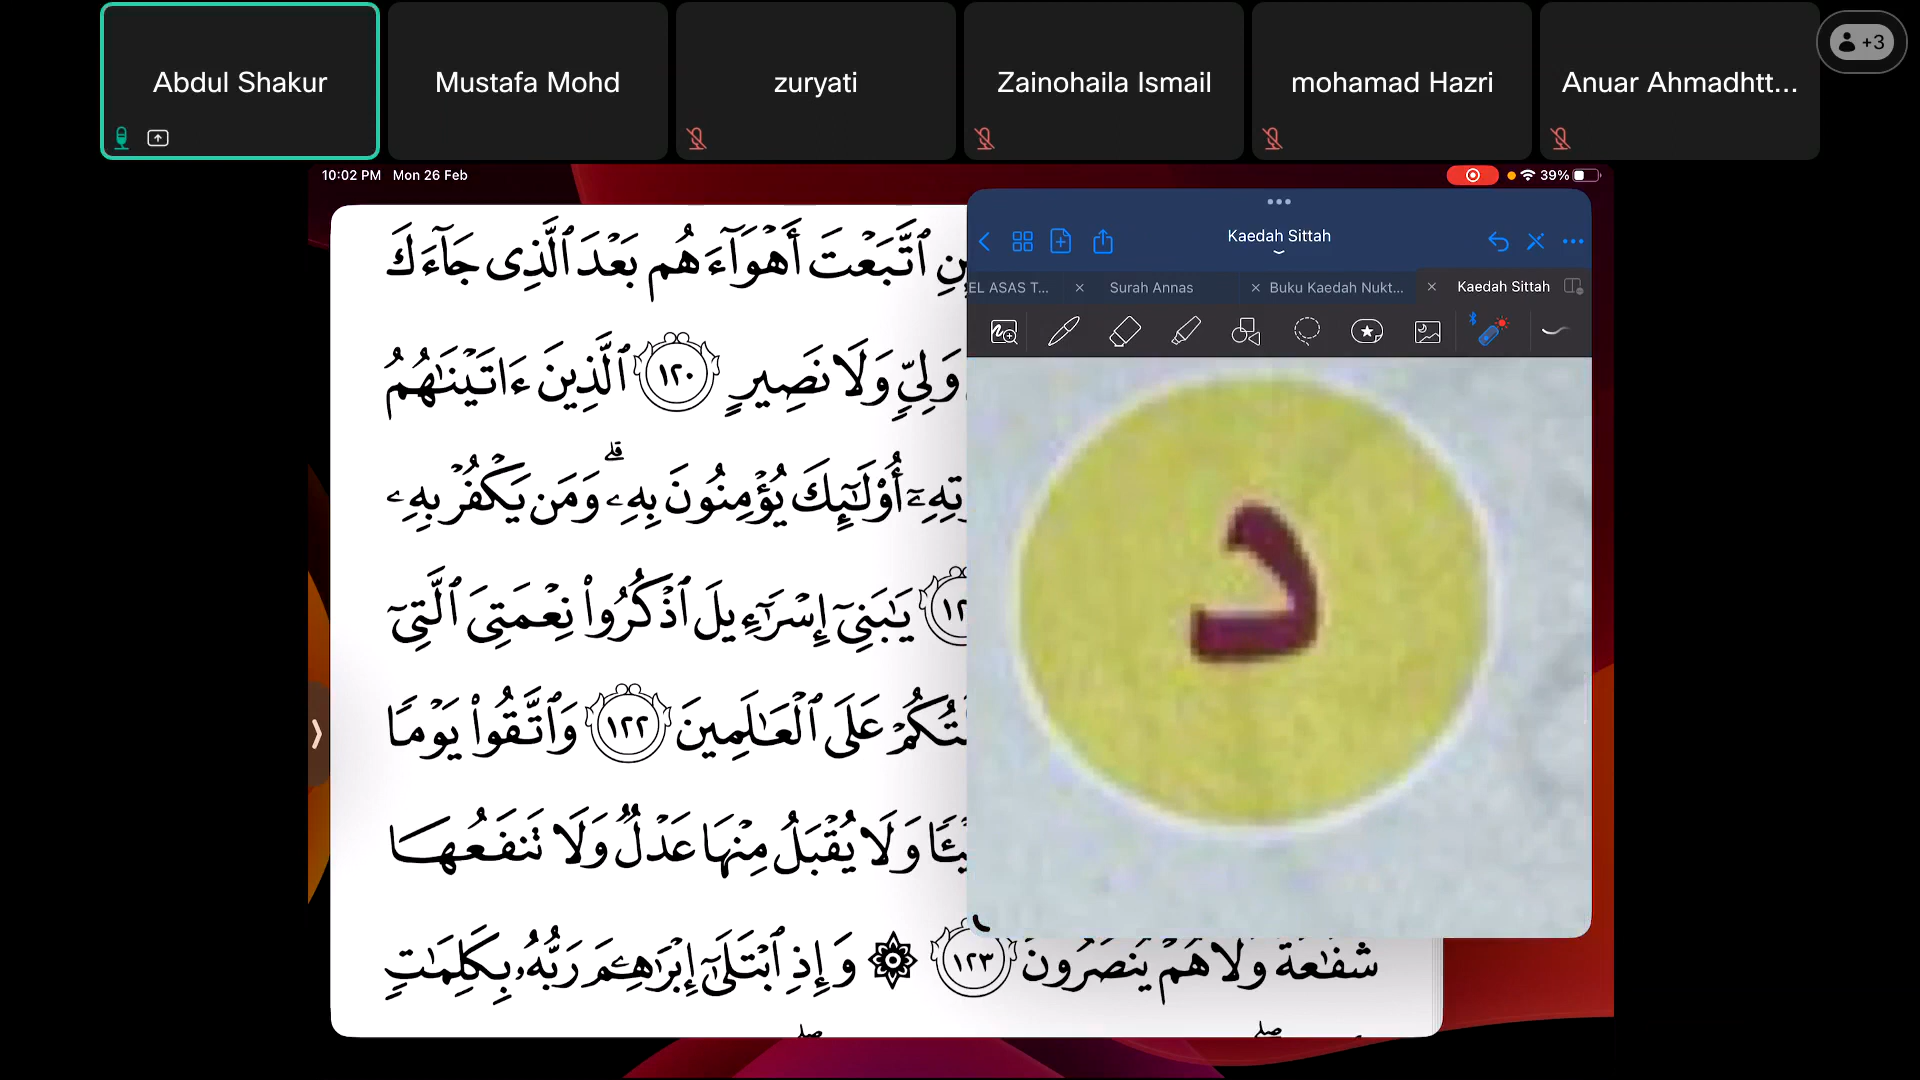 Abdul Shakur
Mustafa Mohd
zuryati
Zainohaila Ismail
mohamad Hazri
Anuar Ahmadhtt...
+3
10:02 PM Mon 26 Feb
39%
Kaedah Sittah
EL ASAS T...
Surah Annas
Buku Kaedah Nukt...
Kaedah Sittah
ٱتَّبَعْتَ أَهْوَآءَهُم بَعْدَ ٱلَّذِى جَآءَكَ
وَلِىٍّ وَلَا نَصِيرٍ ١٢٠ ٱلَّذِينَ ءَاتَيْنَـٰهُمُ
أُو۟لَـٰٓئِكَ يُؤْمِنُونَ بِهِۦ ۗ وَمَن يَكْفُرْ بِهِۦ
يَـٰبَنِىٓ إِسْرَٰٓءِيلَ ٱذْكُرُوا۟ نِعْمَتِىَ ٱلَّتِىٓ
عَلَى ٱلْعَـٰلَمِينَ ١٢٢ وَٱتَّقُوا۟ يَوْمًا
وَلَا يُقْبَلُ مِنْهَا عَدْلٌ وَلَا تَنفَعُهَا
شَفَـٰعَةٌ وَلَا هُمْ يُنصَرُونَ ١٢٣ ۞ وَإِذِ ٱبْتَلَىٰٓ إِبْرَٰهِـۧمَ رَبُّهُۥ بِكَلِمَـٰتٍ
د